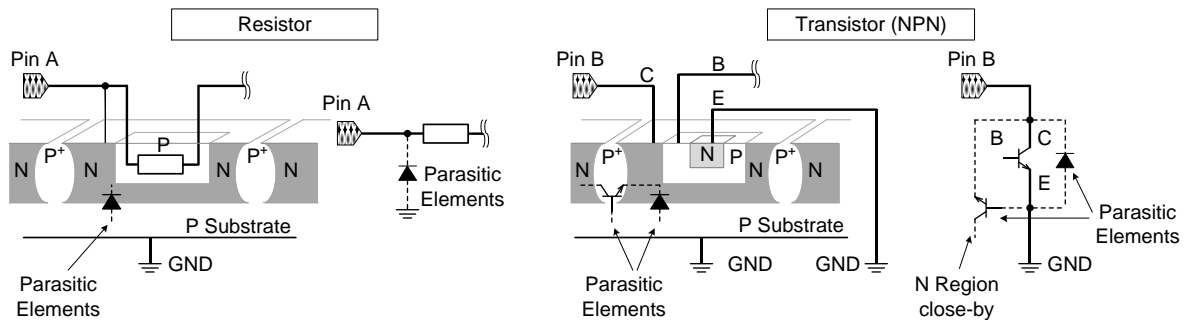 Resistor
Pin A
P
N
P+
N
N
P+
N
P Substrate
GND
Parasitic
Elements
Pin A
Parasitic
Elements
Transistor (NPN)
Pin B
C
B
E
N
P+
N
N
P
P+
N
P Substrate
GND
GND
Parasitic
Elements
Pin B
B
C
E
Parasitic
Elements
GND
N Region
close-by